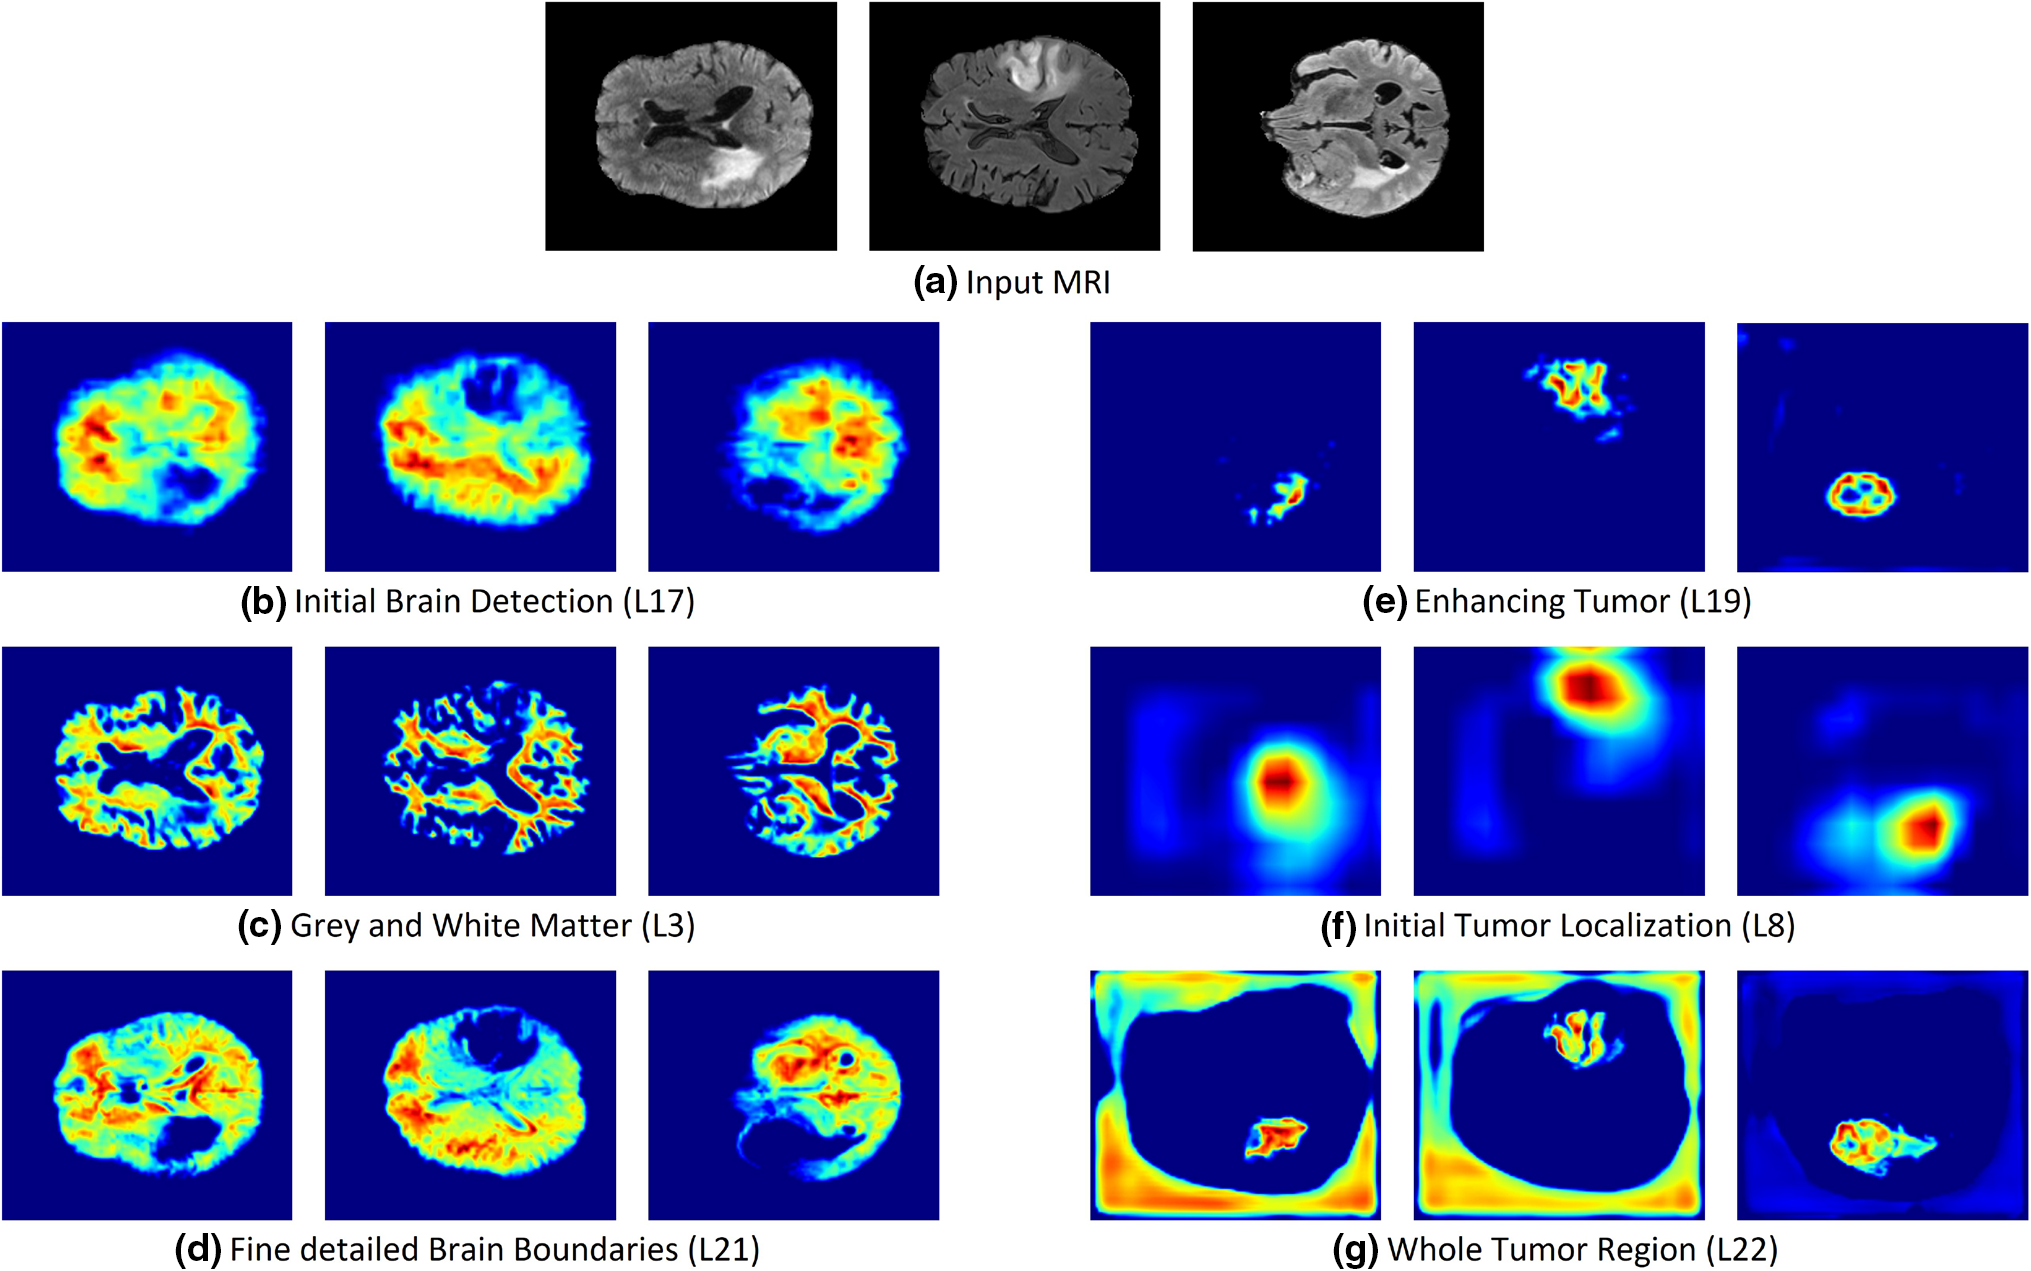 (a) Input MRI
(b) Initial Brain Detection (L17)
(e) Enhancing Tumor (L19)
(c) Grey and White Matter (L3)
(f) Initial Tumor Localization (L8)
(d) Fine detailed Brain Boundaries (L21)
(g) Whole Tumor Region (L22)